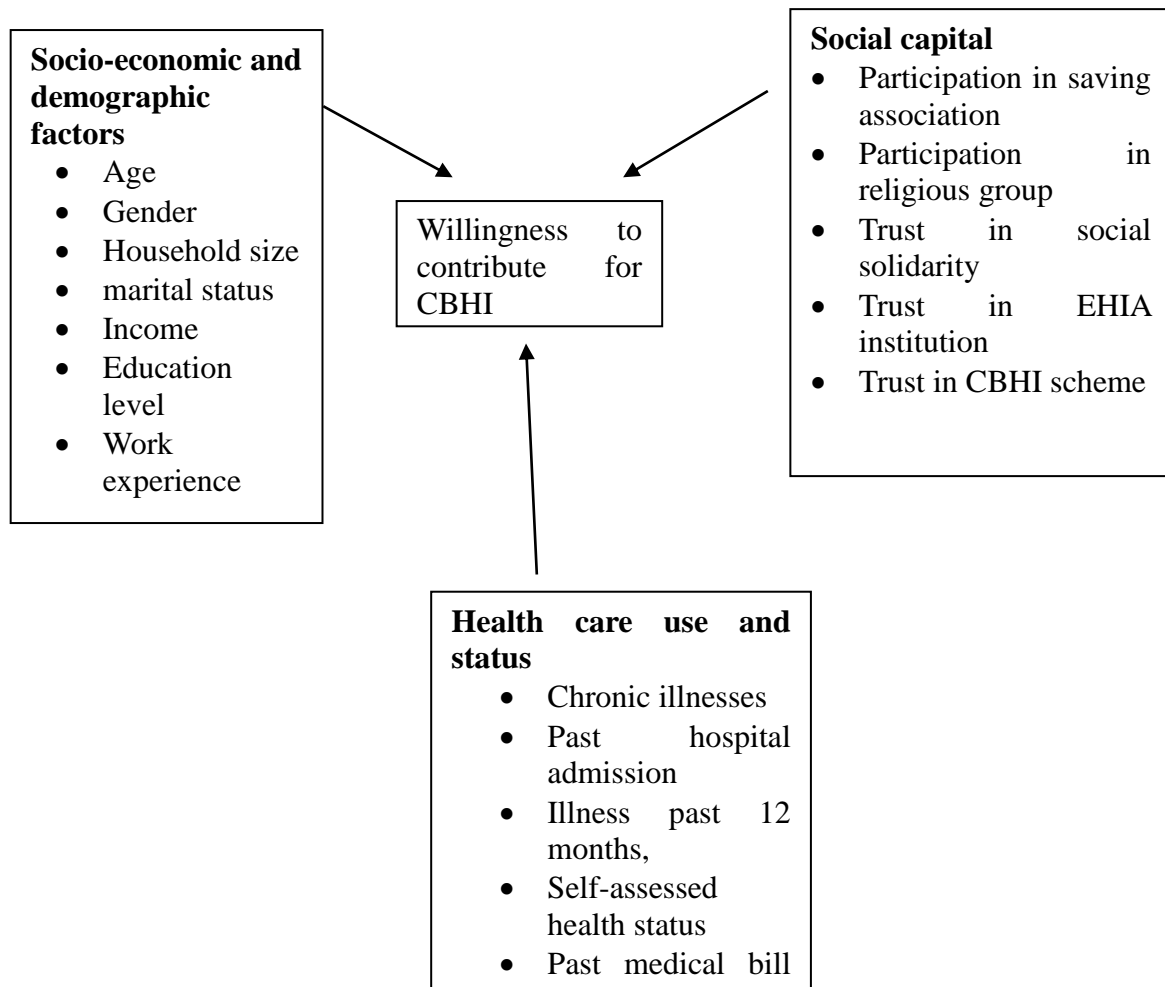 Socio-economic and
demographic
factors
• Age
• Gender
• Household size
• marital status
• Income
• Education
level
• Work
experience
Social capital
• Participation in saving
association
• Participation in
religious group
• Trust in social
solidarity
• Trust in EHIA
institution
• Trust in CBHI scheme
Willingness to
contribute for
CBHI
Health care use and
status
• Chronic illnesses
• Past hospital
admission
• Illness past 12
months,
• Self-assessed
health status
• Past medical bill